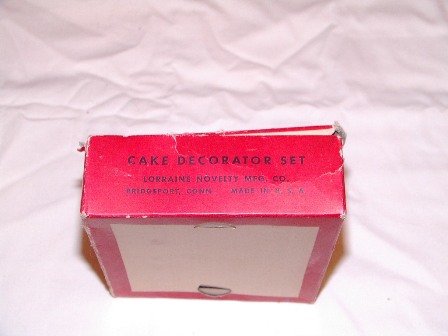 CAKE DECORATOR SET
LORRAINE NOVELTY MFG. CO.
BRIDGEPORT, CONN. MADE IN U. S. A.